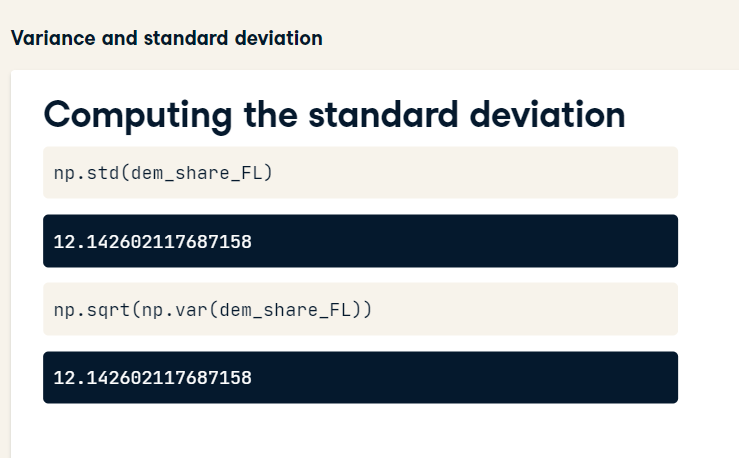 Variance and standard deviation
Computing the standard deviation
np.std(dem_share_FL)
12.142602117687158
np.sqrt(np.var(dem_share_FL))
12.142602117687158